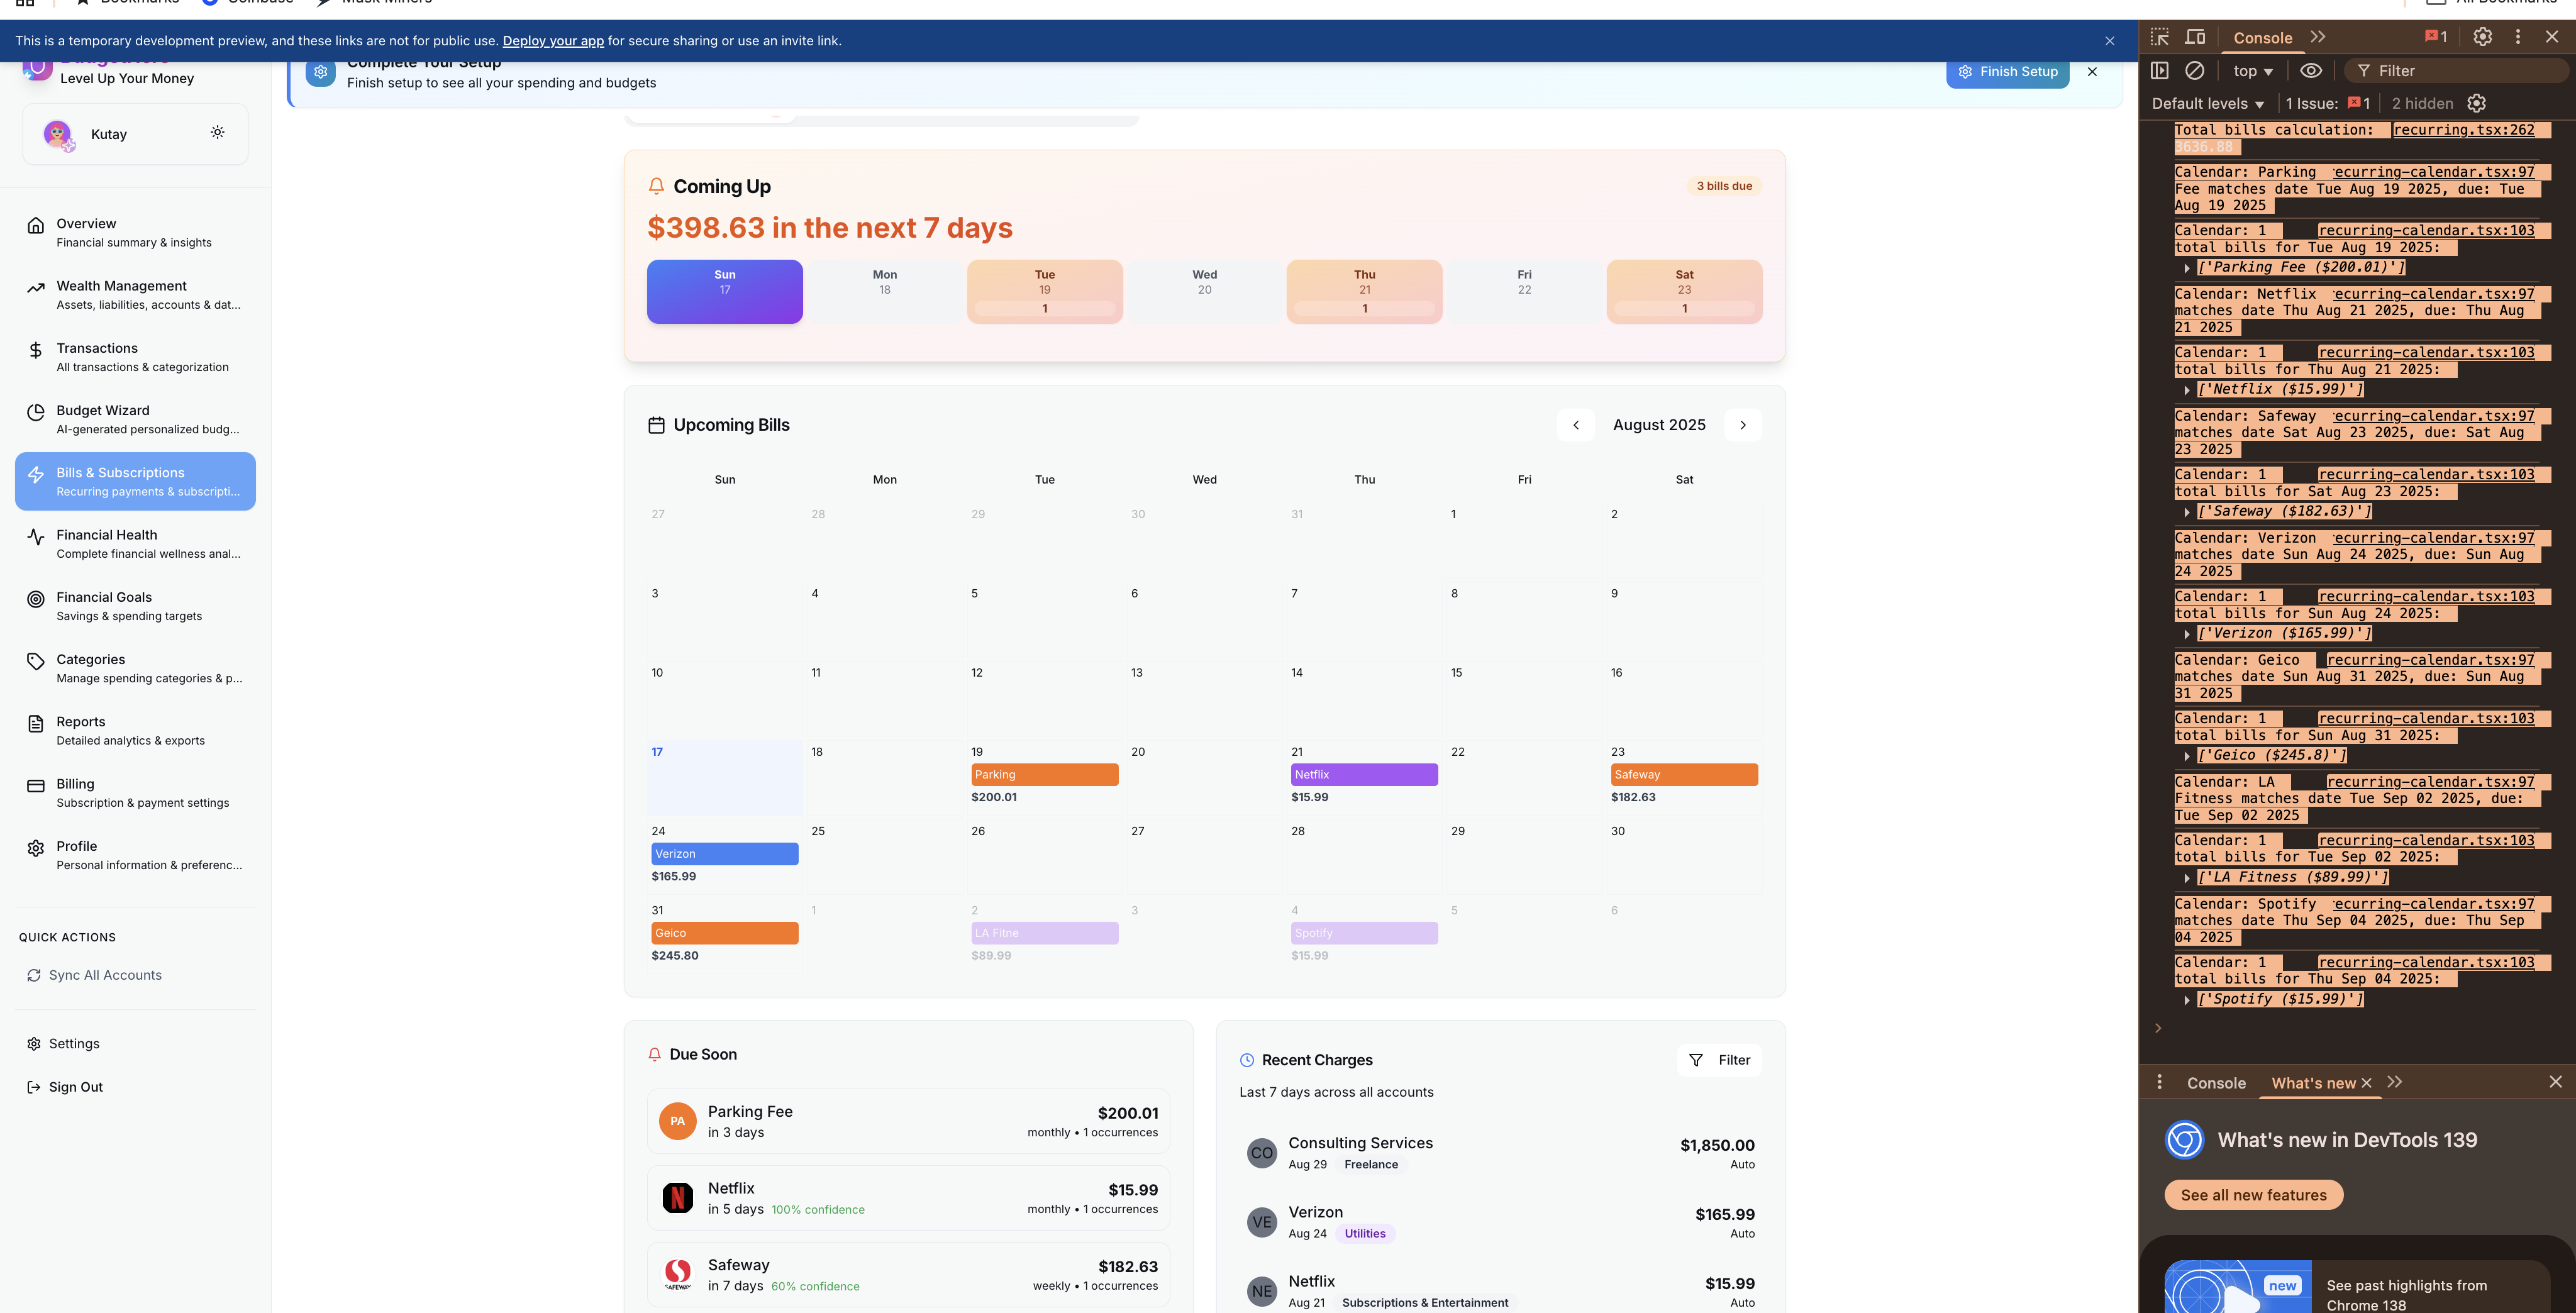 Bookmarks
Coinbase
Musk Miners
All Bookmarks
This is a temporary development preview, and these links are not for public use. Deploy your app for secure sharing or use an invite link.
Level Up Your Money
Kutay
Overview
Financial summary & insights
Wealth Management
Assets, liabilities, accounts & dat...
Transactions
All transactions & categorization
Budget Wizard
AI-generated personalized budg...
Bills & Subscriptions
Recurring payments & subscripti...
Financial Health
Complete financial wellness anal...
Financial Goals
Savings & spending targets
Categories
Manage spending categories & p...
Reports
Detailed analytics & exports
Billing
Subscription & payment settings
Profile
Personal information & preferenc...
QUICK ACTIONS
Sync All Accounts
Settings
Sign Out
Complete Your Setup
Finish setup to see all your spending and budgets
Finish Setup
Coming Up
3 bills due
$398.63 in the next 7 days
Sun Mon Tue Wed Thu Fri Sat
17 18 19 20 21 22 23
1 1 1
Upcoming Bills
August 2025
Sun Mon Tue Wed Thu Fri Sat
27 28 29 30 31 1 2
3 4 5 6 7 8 9
10 11 12 13 14 15 16
17 18 19 20 21 22 23
Parking Netflix Safeway
$200.01 $15.99 $182.63
24 25 26 27 28 29 30
Verizon
$165.99
31 1 2 3 4 5 6
Geico LA Fitne Spotify
$245.80 $89.99 $15.99
Due Soon
PA
Parking Fee
$200.01
in 3 days
monthly • 1 occurrences
Netflix
$15.99
in 5 days 100% confidence
monthly • 1 occurrences
SAFEWAY
Safeway
$182.63
in 7 days 60% confidence
weekly • 1 occurrences
Recent Charges
Filter
Last 7 days across all accounts
CO
Consulting Services
$1,850.00
Aug 29 Freelance
Auto
VE
Verizon
$165.99
Aug 24 Utilities
Auto
NE
Netflix
$15.99
Aug 21 Subscriptions & Entertainment
Auto
Console
1
top
Filter
Default levels
1 Issue: 1
2 hidden
Total bills calculation: recurring.tsx:262
3636.88
Calendar: Parking ecurring-calendar.tsx:97
Fee matches date Tue Aug 19 2025, due: Tue
Aug 19 2025
Calendar: 1 recurring-calendar.tsx:103
total bills for Tue Aug 19 2025:
['Parking Fee ($200.01)']
Calendar: Netflix ecurring-calendar.tsx:97
matches date Thu Aug 21 2025, due: Thu Aug
21 2025
Calendar: 1 recurring-calendar.tsx:103
total bills for Thu Aug 21 2025:
['Netflix ($15.99)']
Calendar: Safeway ecurring-calendar.tsx:97
matches date Sat Aug 23 2025, due: Sat Aug
23 2025
Calendar: 1 recurring-calendar.tsx:103
total bills for Sat Aug 23 2025:
['Safeway ($182.63)']
Calendar: Verizon ecurring-calendar.tsx:97
matches date Sun Aug 24 2025, due: Sun Aug
24 2025
Calendar: 1 recurring-calendar.tsx:103
total bills for Sun Aug 24 2025:
['Verizon ($165.99)']
Calendar: Geico recurring-calendar.tsx:97
matches date Sun Aug 31 2025, due: Sun Aug
31 2025
Calendar: 1 recurring-calendar.tsx:103
total bills for Sun Aug 31 2025:
['Geico ($245.8)']
Calendar: LA recurring-calendar.tsx:97
Fitness matches date Tue Sep 02 2025, due:
Tue Sep 02 2025
Calendar: 1 recurring-calendar.tsx:103
total bills for Tue Sep 02 2025:
['LA Fitness ($89.99)']
Calendar: Spotify ecurring-calendar.tsx:97
matches date Thu Sep 04 2025, due: Thu Sep
04 2025
Calendar: 1 recurring-calendar.tsx:103
total bills for Thu Sep 04 2025:
['Spotify ($15.99)']
Console
What's new
What's new in DevTools 139
See all new features
new
See past highlights from
Chrome 138